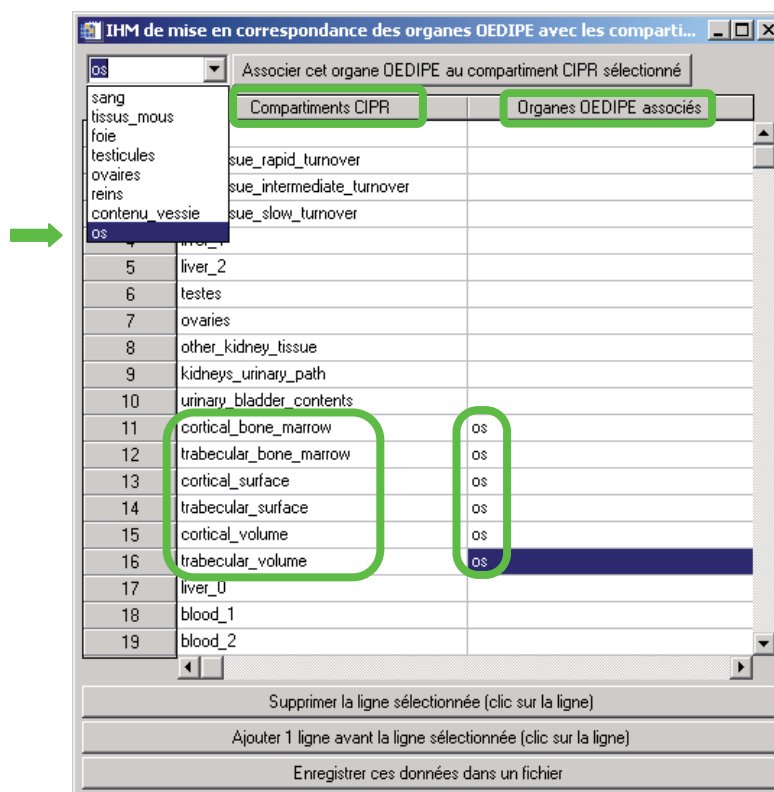 IHM de mise en correspondance des organes OEDIPE avec les comparti...
os Associer cet organe OEDIPE au compartiment CIPR sélectionné
Compartiments CIPR Organes OEDIPE associés
sang
tissus_mous
foie
testicules sue_rapid_turnover
ovaires
reins sue_intermediate_turnover
contenu_vessie sue_slow_turnover
os
4
5 liver_2
6 testes
7 ovaries
8 other_kidney_tissue
9 kidneys_urinary_path
10 urinary_bladder_contents
11 cortical_bone_marrow os
12 trabecular_bone_marrow os
13 cortical_surface os
14 trabecular_surface os
15 cortical_volume os
16 trabecular_volume os
17 liver_0
18 blood_1
19 blood_2
Supprimer la ligne sélectionnée (clic sur la ligne)
Ajouter 1 ligne avant la ligne sélectionnée (clic sur la ligne)
Enregistrer ces données dans un fichier